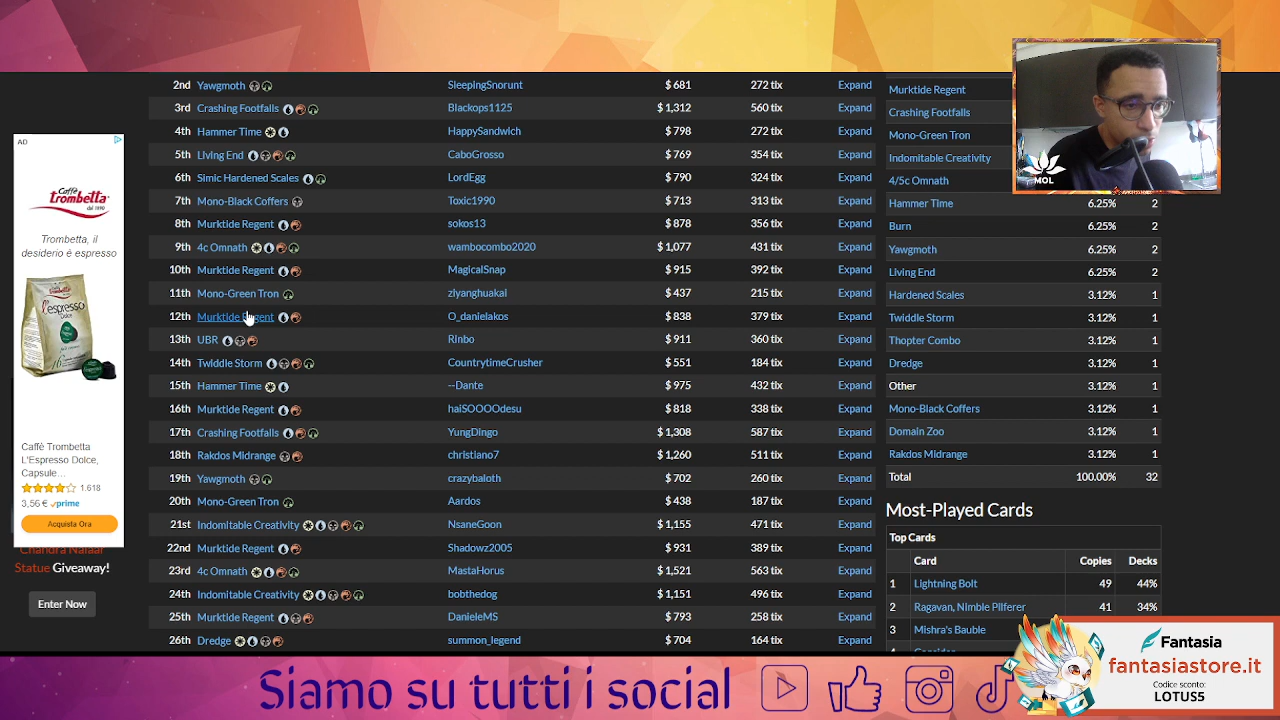 2nd Yawgmoth SleepingSnorunt $ 681 272 tix Expand
3rd Crashing Footfalls Blackops1125 $ 1,312 560 tix Expand
4th Hammer Time HappySandwich $ 798 272 tix Expand
5th Living End CaboGrosso $ 769 354 tix Expand
6th Simic Hardened Scales LordEgg $ 790 324 tix Expand
7th Mono-Black Coffers Toxic1990 $ 713 313 tix Expand
8th Murktide Regent sokos13 $ 878 356 tix Expand
9th 4c Omnath wambocombo2020 $ 1,077 431 tix Expand
10th Murktide Regent MagicalSnap $ 915 392 tix Expand
11th Mono-Green Tron zlyanghuakai $ 437 215 tix Expand
12th Murktide Regent O_danielakos $ 838 379 tix Expand
13th UBR Rinbo $ 911 360 tix Expand
14th Twiddle Storm CountrytimeCrusher $ 551 184 tix Expand
15th Hammer Time --Dante $ 975 432 tix Expand
16th Murktide Regent haiSOOOOdesu $ 818 338 tix Expand
17th Crashing Footfalls YungDingo $ 1,308 587 tix Expand
18th Rakdos Midrange christiano7 $ 1,260 511 tix Expand
19th Yawgmoth crazybaloth $ 702 281 tix Expand
20th Mono-Green Tron Aardos $ 438 206 tix Expand
21st Indomitable Creativity NsaneGoon $ 1,155 491 tix Expand
22nd Murktide Regent Shadowz2005 $ 931 389 tix Expand
23rd 4c Omnath MastaHorus $ 1,521 563 tix Expand
24th Indomitable Creativity bobthedog $ 1,151 496 tix Expand
25th Murktide Regent DanieleMS $ 793 258 tix Expand
26th Dredge summon_legend $ 704 164 tix Expand
Murktide Regent
Crashing Footfalls
Mono-Green Tron
Indomitable Creativity
4/5c Omnath
Hammer Time 6.25% 2
Burn 6.25% 2
Yawgmoth 6.25% 2
Living End 6.25% 2
Hardened Scales 3.12% 1
Twiddle Storm 3.12% 1
Thopter Combo 3.12% 1
Dredge 3.12% 1
Other 3.12% 1
Mono-Black Coffers 3.12% 1
Domain Zoo 3.12% 1
Rakdos Midrange 3.12% 1
Total 100.00% 32
Most-Played Cards
Top Cards
Card Copies Decks
1 Lightning Bolt 49 44%
2 Ragavan, Nimble Pilferer 41 34%
3 Mishra's Bauble
MOL
AD
Caffè
trombetta
dal 1890
Trombetta, il
desiderio è espresso
l'espresso
Dolce
16
Caffè Trombetta
L'Espresso Dolce,
Capsule...
1.618
3,56 € prime
Acquista Ora
Chandra Nalaar
Statue Giveaway!
Enter Now
Siamo su tutti i social
Fantasia
fantasiastore.it
Codice sconto:
LOTUS5